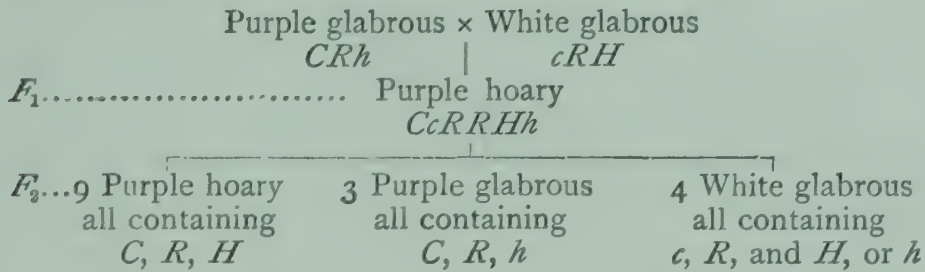 Purple glabrous × White glabrous
CRh cRH
F₁.............................. Purple hoary
CcRRHh
F₂...9 Purple hoary 3 Purple glabrous 4 White glabrous
all containing all containing all containing
C, R, H C, R, h c, R, and H, or h